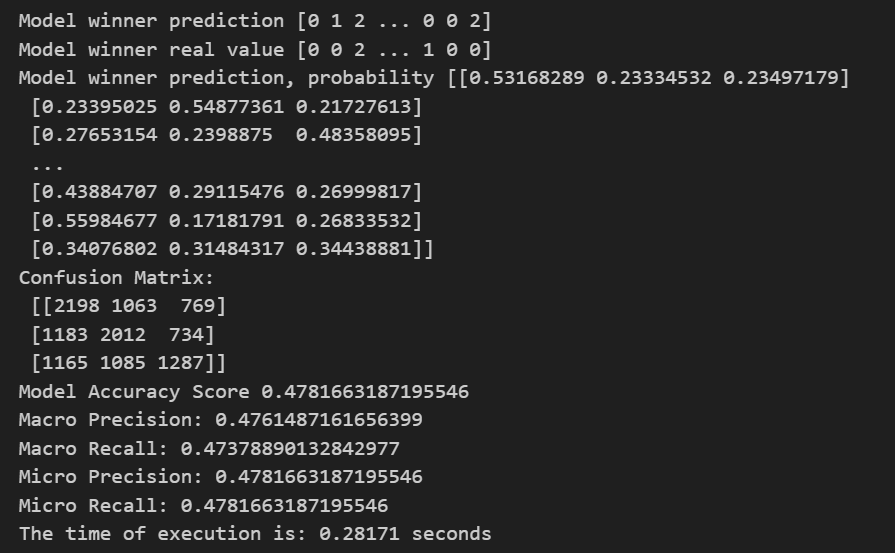 Model winner prediction [0 1 2 ... 0 0 2]
Model winner real value [0 0 2 ... 1 0 0]
Model winner prediction, probability [[0.53168289 0.23334532 0.23497179]
 [0.23395025 0.54877361 0.21727613]
 [0.27653154 0.2398875  0.48358095]
 ...
 [0.43884707 0.29115476 0.26999817]
 [0.55984677 0.17181791 0.26833532]
 [0.34076802 0.31484317 0.34438881]]
Confusion Matrix:
 [[2198 1063  769]
 [1183 2012  734]
 [1165 1085 1287]]
Model Accuracy Score 0.4781663187195546
Macro Precision: 0.4761487161656399
Macro Recall: 0.47378890132842977
Micro Precision: 0.4781663187195546
Micro Recall: 0.4781663187195546
The time of execution is: 0.28171 seconds